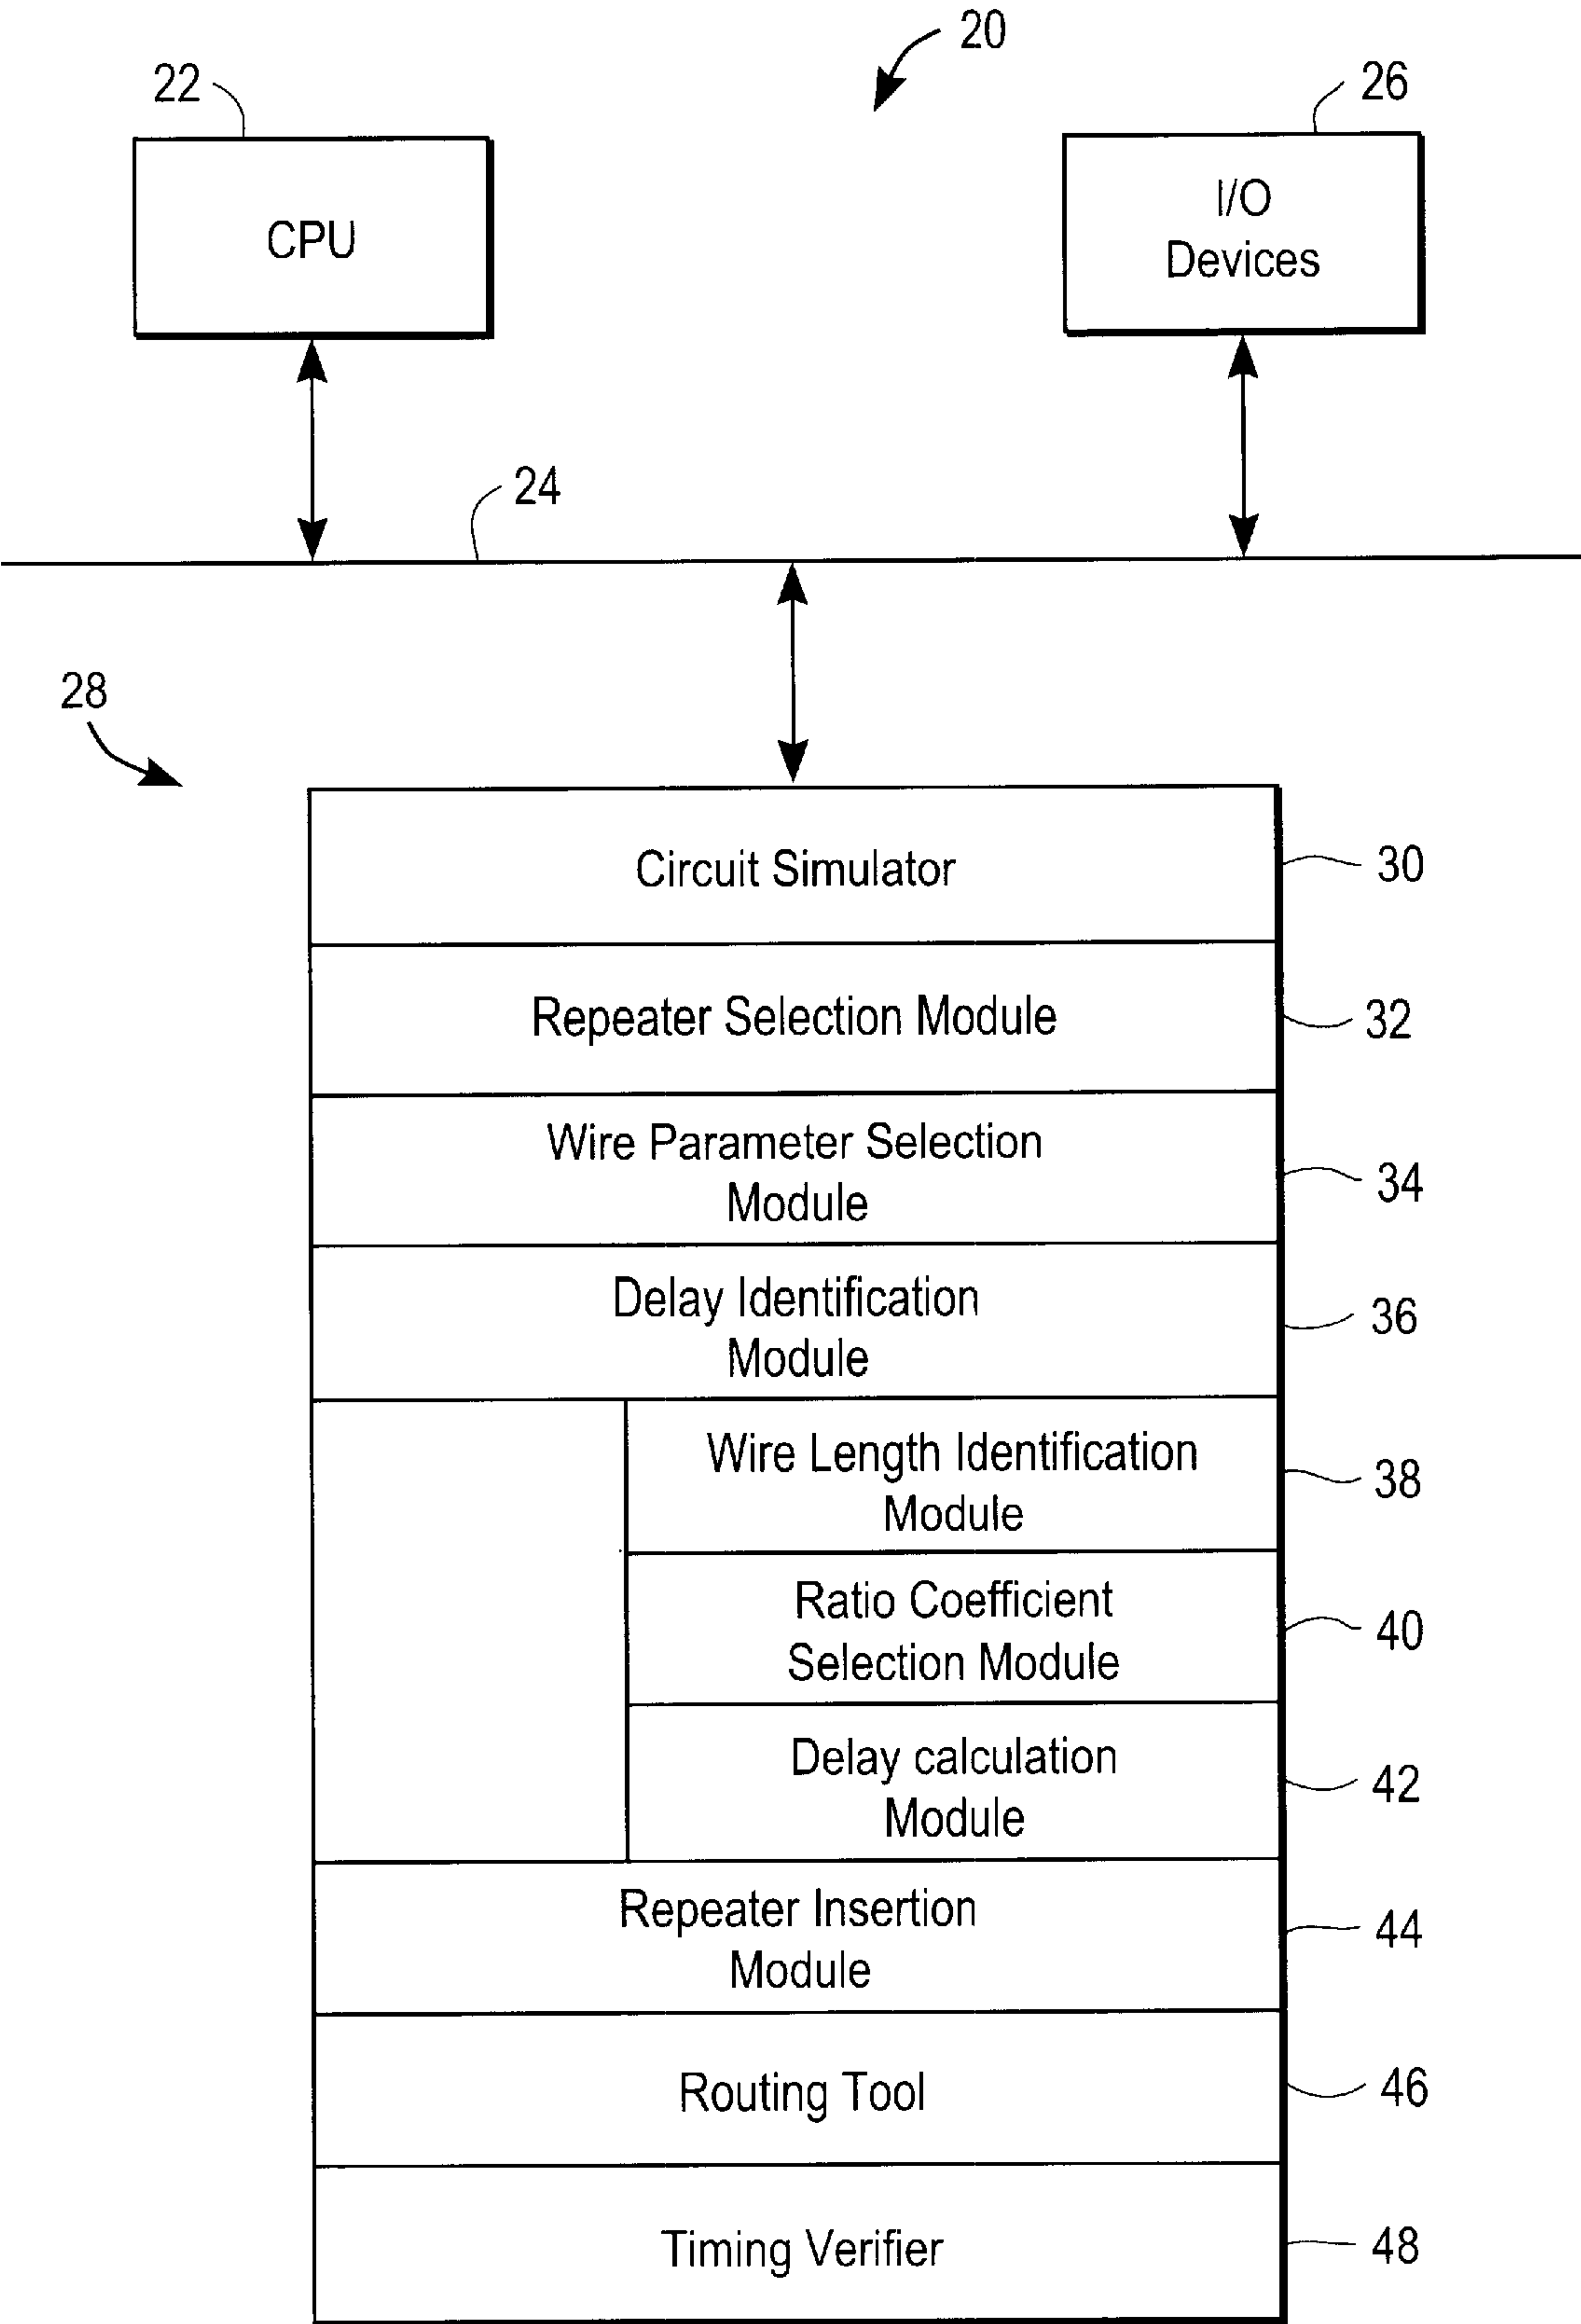 20
22
26
CPU
I/O
Devices
24
28
Circuit Simulator
30
Repeater Selection Module
32
Wire Parameter Selection
Module
34
Delay Identification
Module
36
Wire Length Identification
Module
38
Ratio Coefficient
Selection Module
40
Delay calculation
Module
42
Repeater Insertion
Module
44
Routing Tool
46
Timing Verifier
48